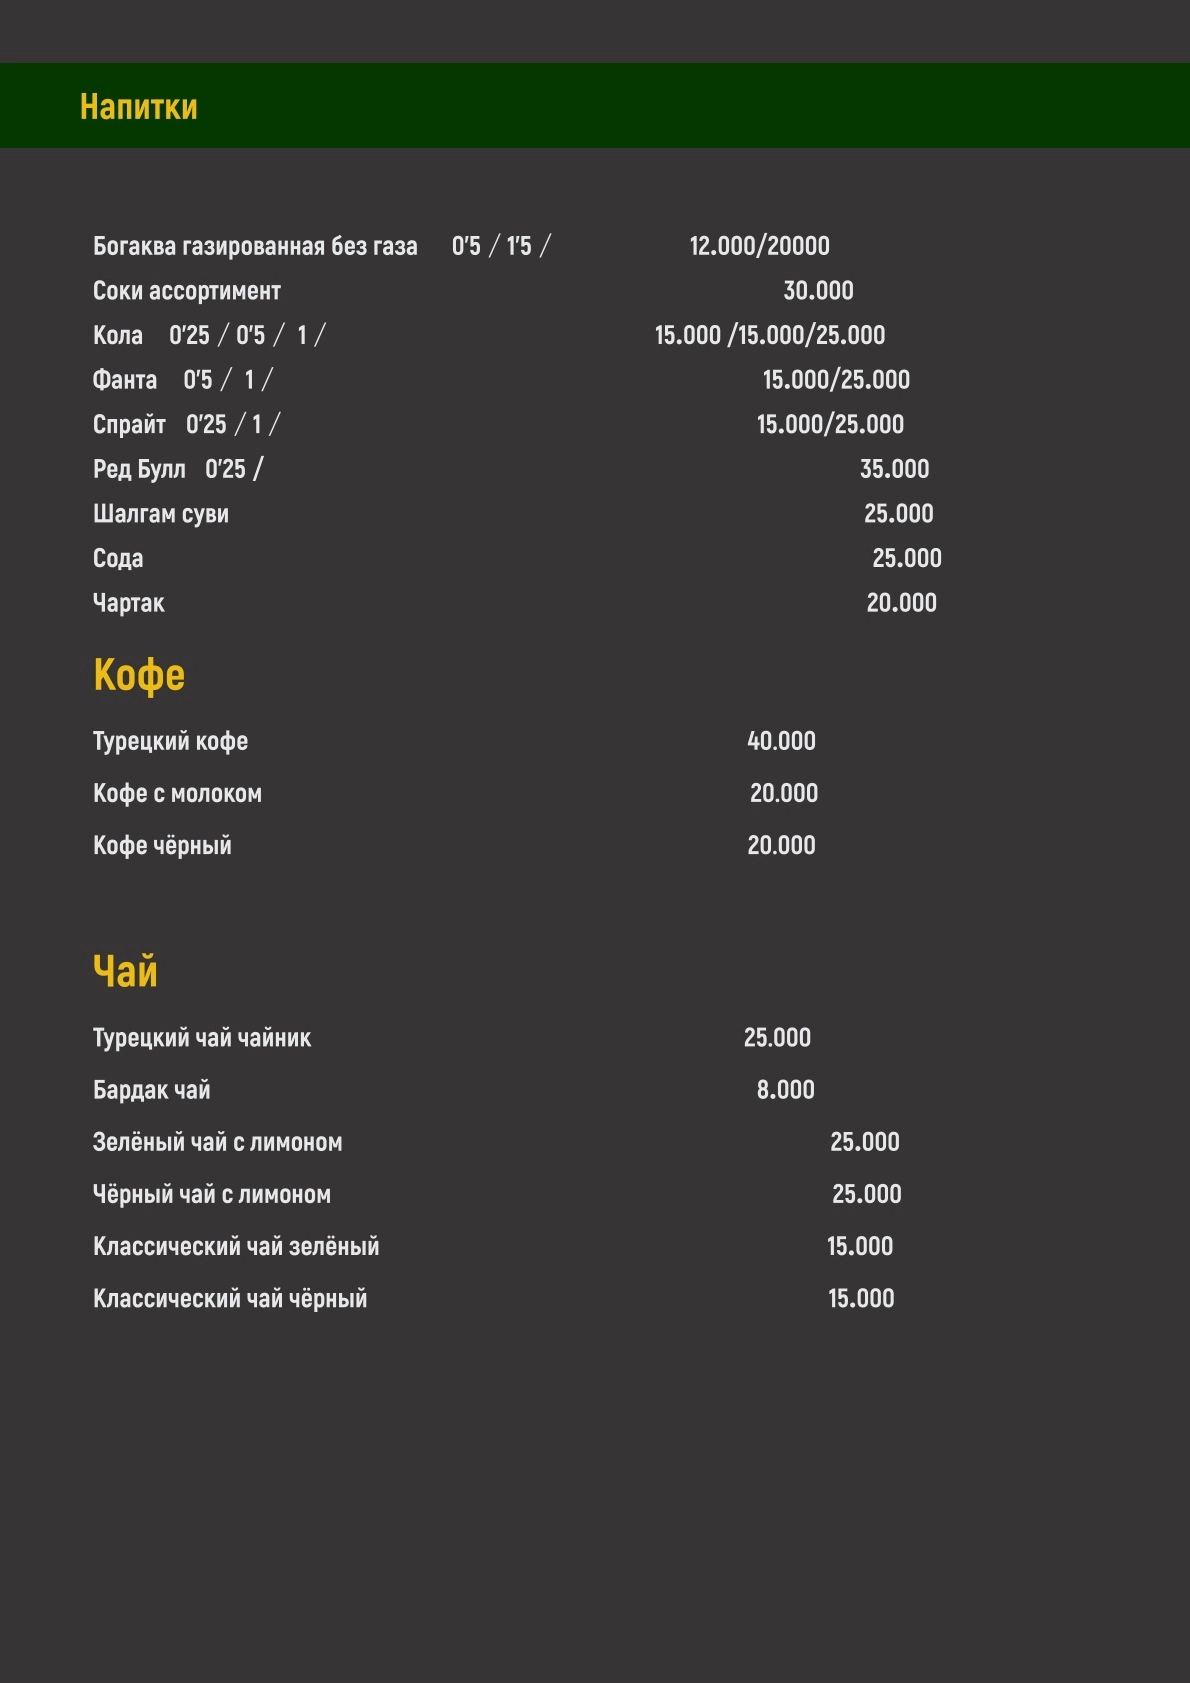 Напитки
Богаква газированная без газа 0'5 / 1'5 / 12.000/20000
Соки ассортимент 30.000
Кола 0'25 / 0'5 / 1 / 15.000 /15.000/25.000
Фанта 0'5 / 1 / 15.000/25.000
Спрайт 0'25 / 1 / 15.000/25.000
Ред Булл 0'25 / 35.000
Шалгам суви 25.000
Сода 25.000
Чартак 20.000
Кофе
Турецкий кофе 40.000
Кофе с молоком 20.000
Кофе чёрный 20.000
Чай
Турецкий чай чайник 25.000
Бардак чай 8.000
Зелёный чай с лимоном 25.000
Чёрный чай с лимоном 25.000
Классический чай зелёный 15.000
Классический чай чёрный 15.000